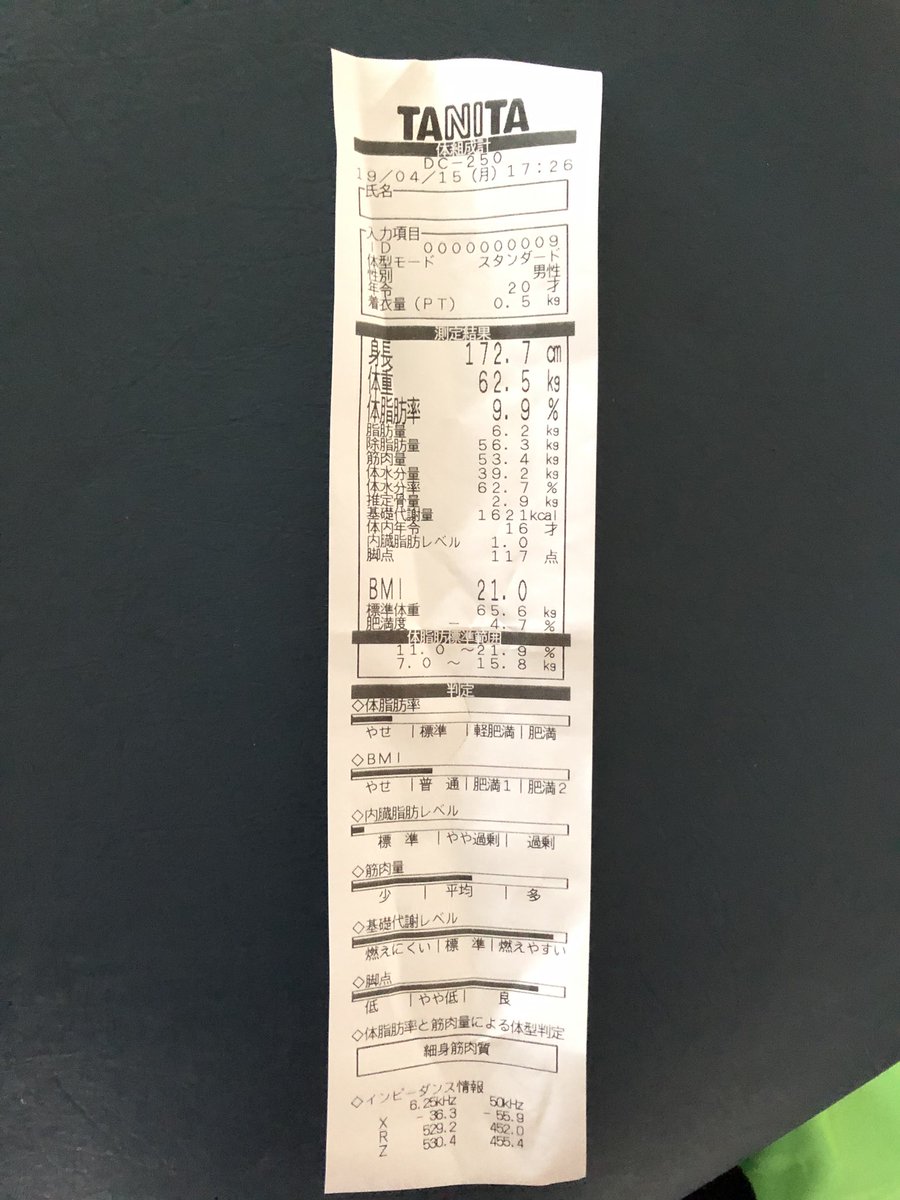 TANITA
体組成計
DC-250
19/04/15(月)17:26
氏名
入力項目
ID 0000000009
体型モード スタンダード
性別 男性
年令 20 才
着衣量(PT) 0.5 kg
測定結果
身長 172.7 cm
体重 62.5 kg
体脂肪率 9.9 %
脂肪量 6.2 kg
除脂肪量 56.3 kg
筋肉量 53.4 kg
体水分量 39.2 kg
体水分率 62.7 %
推定骨量 2.9 kg
基礎代謝量 1621kcal
体内年令 16 才
内臓脂肪レベル 1.0
脚点 117 点
BMI 21.0
標準体重 65.6 kg
肥満度 - 4.7 %
体脂肪標準範囲
11.0 ~21.9 %
7.0 ~ 15.8 kg
判定
◇体脂肪率
やせ |標準 |軽肥満|肥満
◇BMI
やせ |普 通|肥満1|肥満2
◇内臓脂肪レベル
標 準 |やや過剰| 過剰
◇筋肉量
少 | 平均 | 多
◇基礎代謝レベル
燃えにくい|標 準|燃えやすい
◇脚点
低 |やや低| 良
◇体脂肪率と筋肉量による体型判定
細身筋肉質
◇インピーダンス情報
6.25kHz 50kHz
X -36.3 -55.9
R 529.2 452.0
Z 530.4 455.4